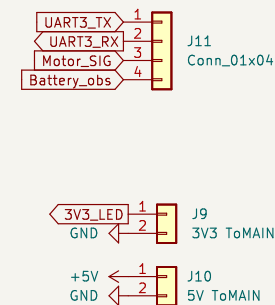 UART3_TX 1
UART3_RX 2 J11
Motor_SIG 3 Conn_01x04
Battery_obs 4
3V3_LED 1 J9
GND 2 3V3 ToMAIN
+5V 1 J10
GND 2 5V ToMAIN